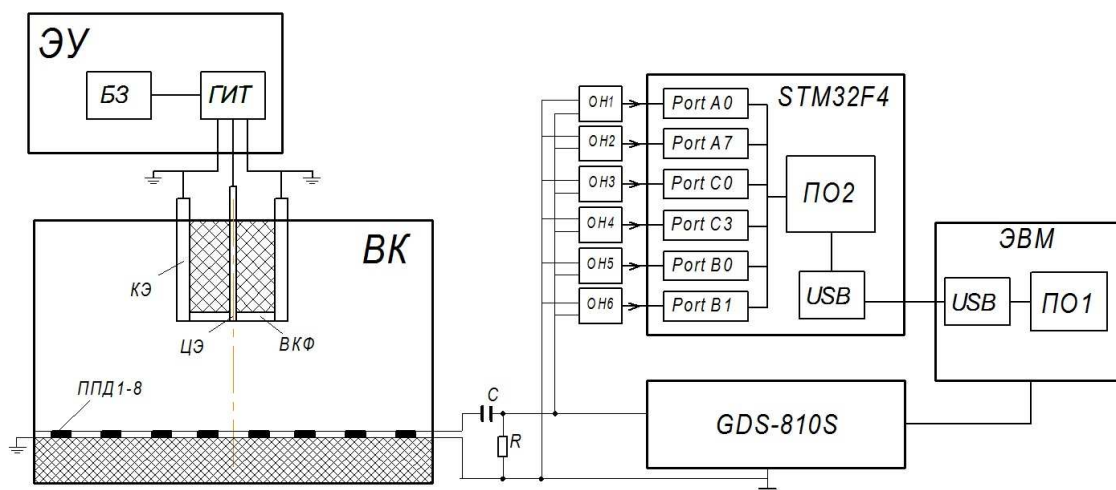 ЭУ
БЗ
ГИТ
ВК
КЭ
ЦЭ
ВКФ
ППД1-8
C
R
ОН1
ОН2
ОН3
ОН4
ОН5
ОН6
Port A0
Port A7
Port C0
Port C3
Port B0
Port B1
STM32F4
ПО2
USB
ЭВМ
USB
ПО1
GDS-810S